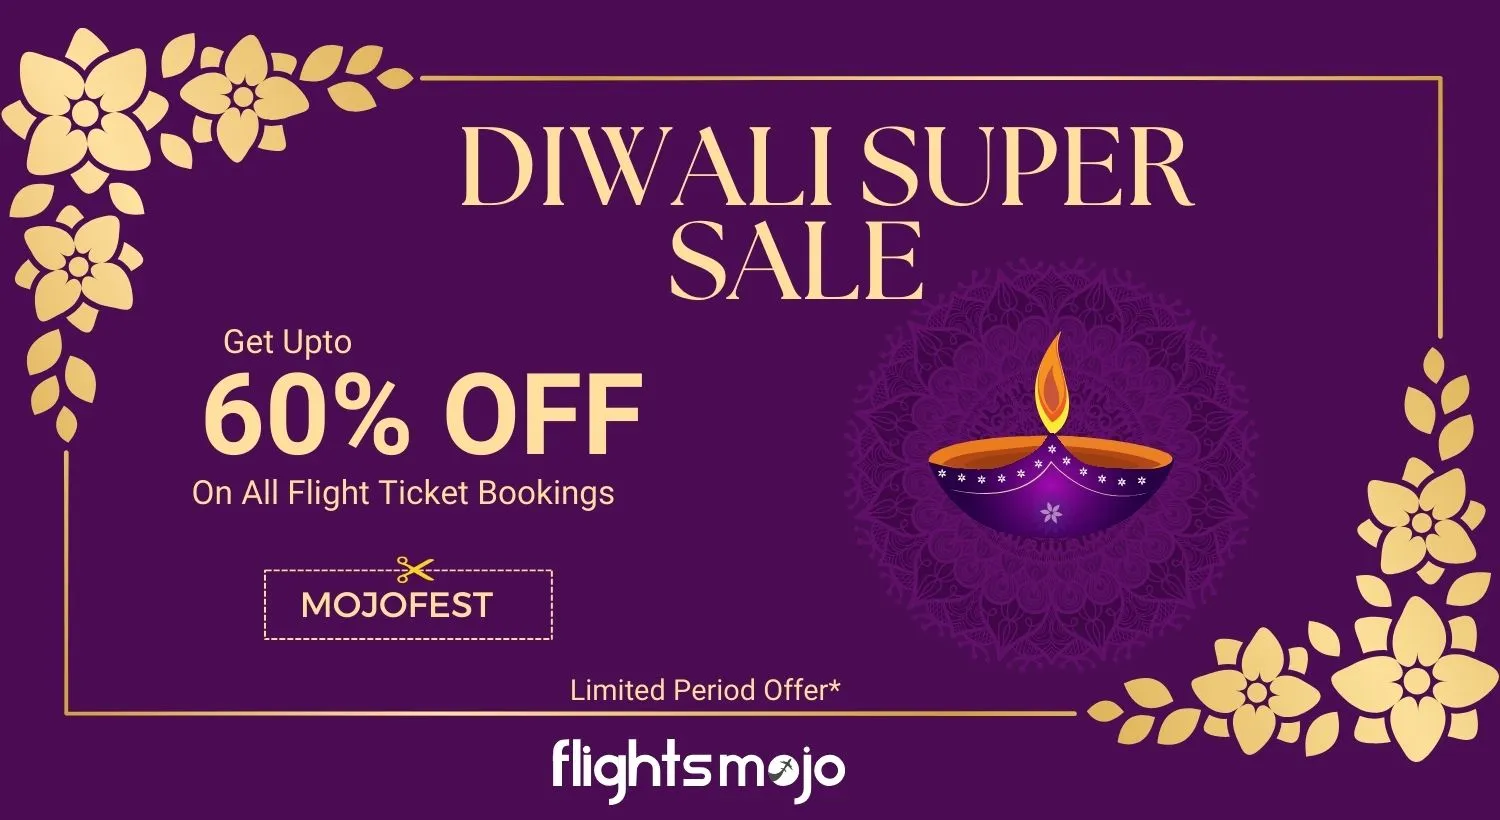 DIWALI SUPER
SALE
Get Upto
60% OFF
On All Flight Ticket Bookings
MOJOFEST
Limited Period Offer*
flightsmojo